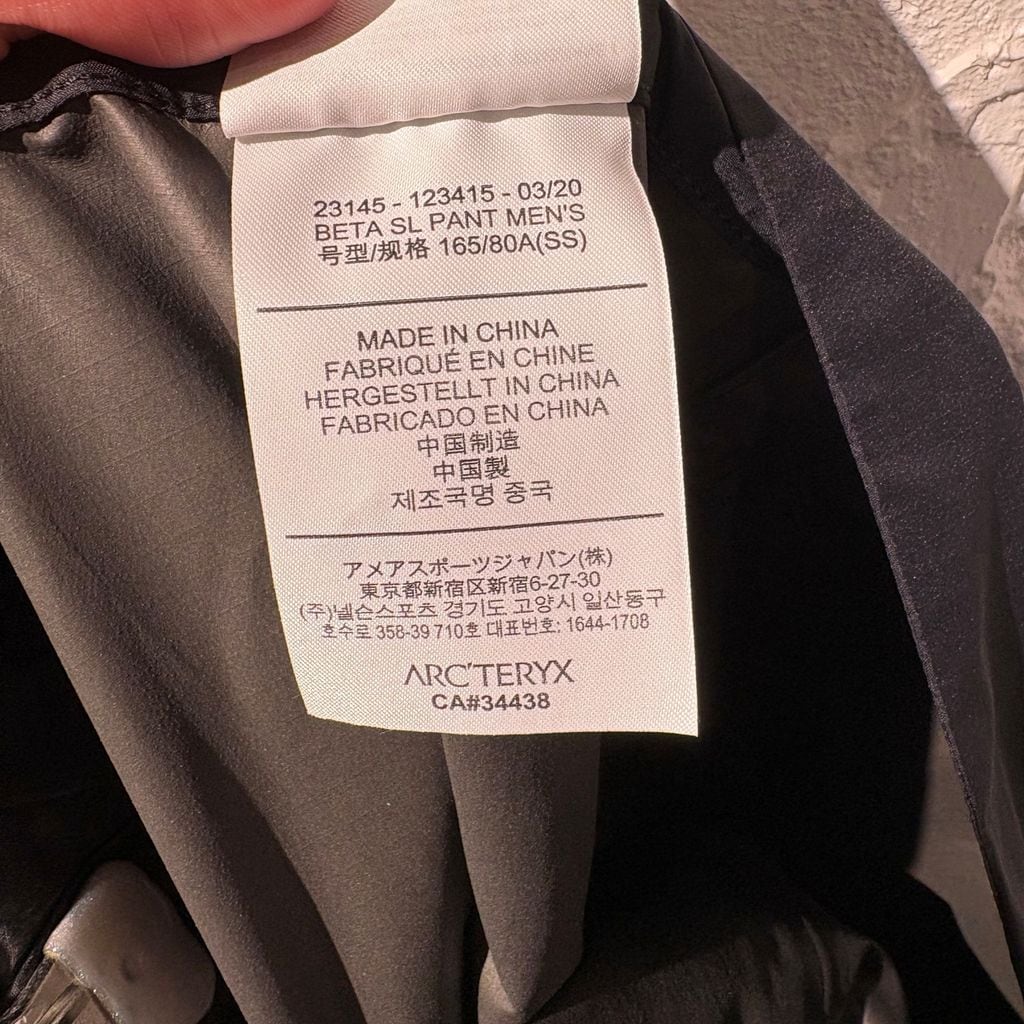 23145 - 123415 - 03/20
BETA SL PANT MEN'S
号型/规格 165/80A(SS)
MADE IN CHINA
FABRIQUÉ EN CHINE
HERGESTELLT IN CHINA
FABRICADO EN CHINA
中国制造
中国製
제조국명 중국
アメアスポーツジャパン(株)
東京都新宿区新宿6-27-30
(주)넬슨스포츠 경기도 고양시 일산동구
호수로 358-39 710호 대표번호: 1644-1708
ARC'TERYX
CA#34438